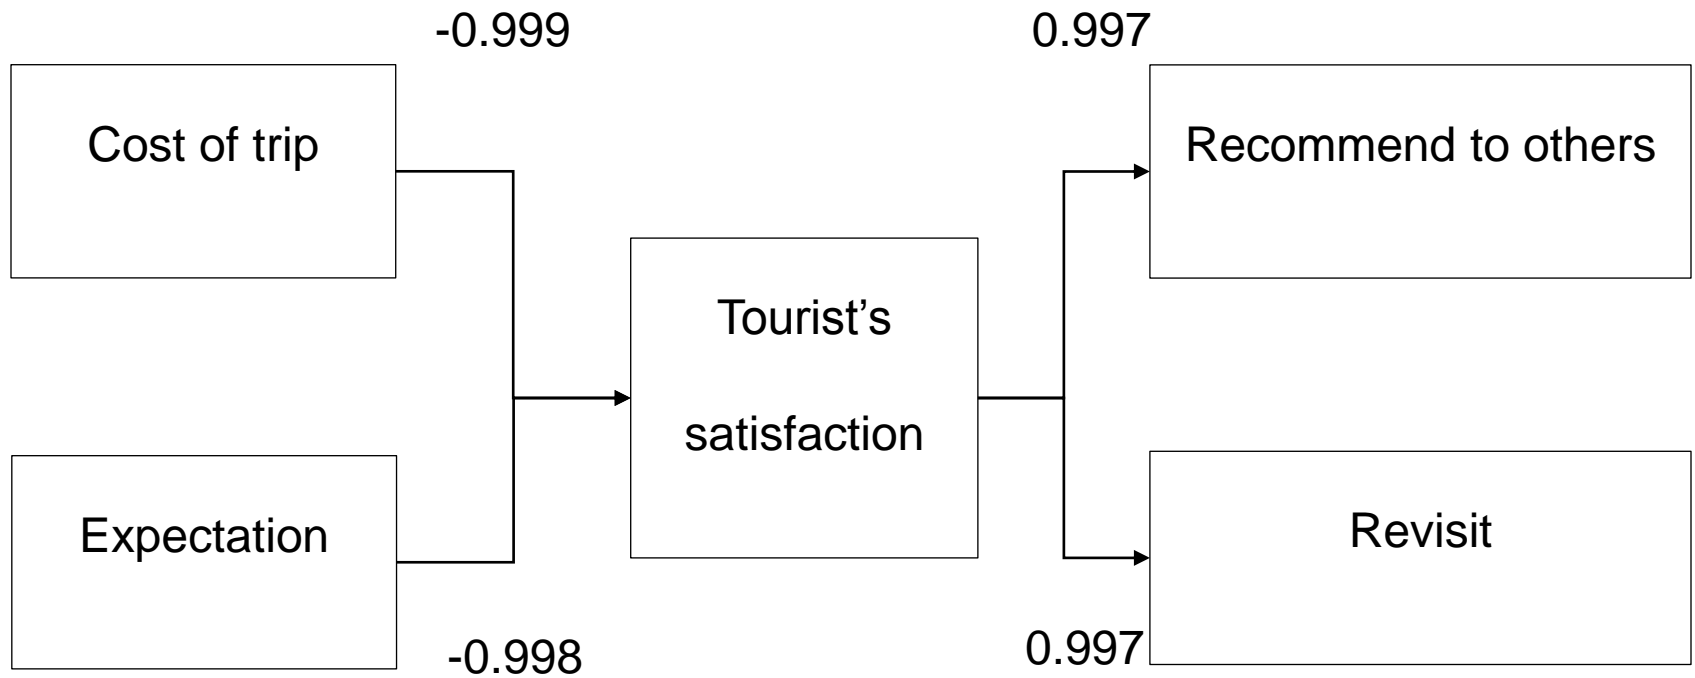 -0.999
0.997
Cost of trip
Recommend to others
Tourist’s
satisfaction
Expectation
Revisit
-0.998
0.997